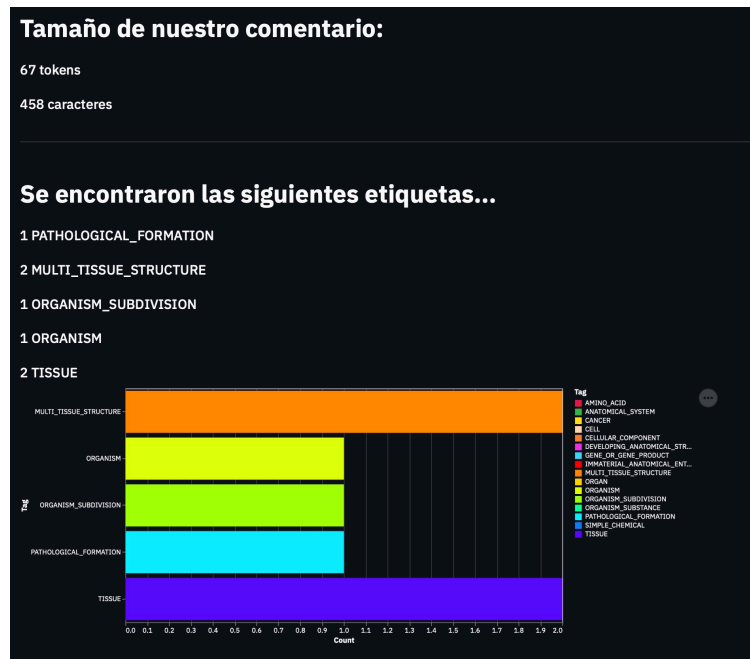 Tamaño de nuestro comentario:
67 tokens
458 caracteres
Se encontraron las siguientes etiquetas...
1 PATHOLOGICAL_FORMATION
2 MULTI_TISSUE_STRUCTURE
1 ORGANISM_SUBDIVISION
1 ORGANISM
2 TISSUE
Tag
MULTI_TISSUE_STRUCTURE
ORGANISM
ORGANISM_SUBDIVISION
PATHOLOGICAL_FORMATION
TISSUE
0.0 0.1 0.2 0.3 0.4 0.5 0.6 0.7 0.8 0.9 1.0 1.1 1.2 1.3 1.4 1.5 1.6 1.7 1.8 1.9 2.0
Count
Tag
AMINO_ACID
ANATOMICAL_SYSTEM
CANCER
CELL
CELLULAR_COMPONENT
DEVELOPING_ANATOMICAL_STR...
GENE_OR_GENE_PRODUCT
IMMATERIAL_ANATOMICAL_ENT...
MULTI_TISSUE_STRUCTURE
ORGAN
ORGANISM
ORGANISM_SUBDIVISION
ORGANISM_SUBSTANCE
PATHOLOGICAL_FORMATION
SIMPLE_CHEMICAL
TISSUE